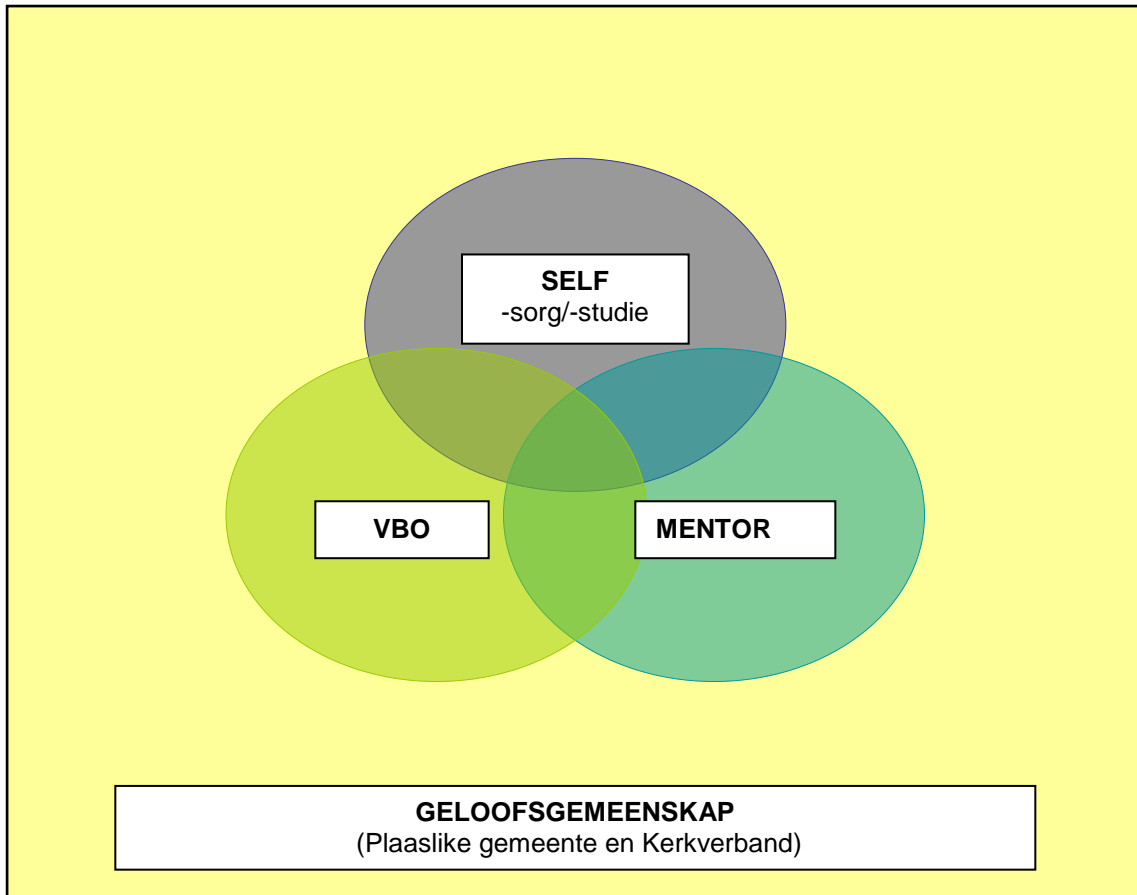 SELF
-sorg/-studie
VBO
MENTOR
GELOOFSGEMEENSKAP
(Plaaslike gemeente en Kerkverband)